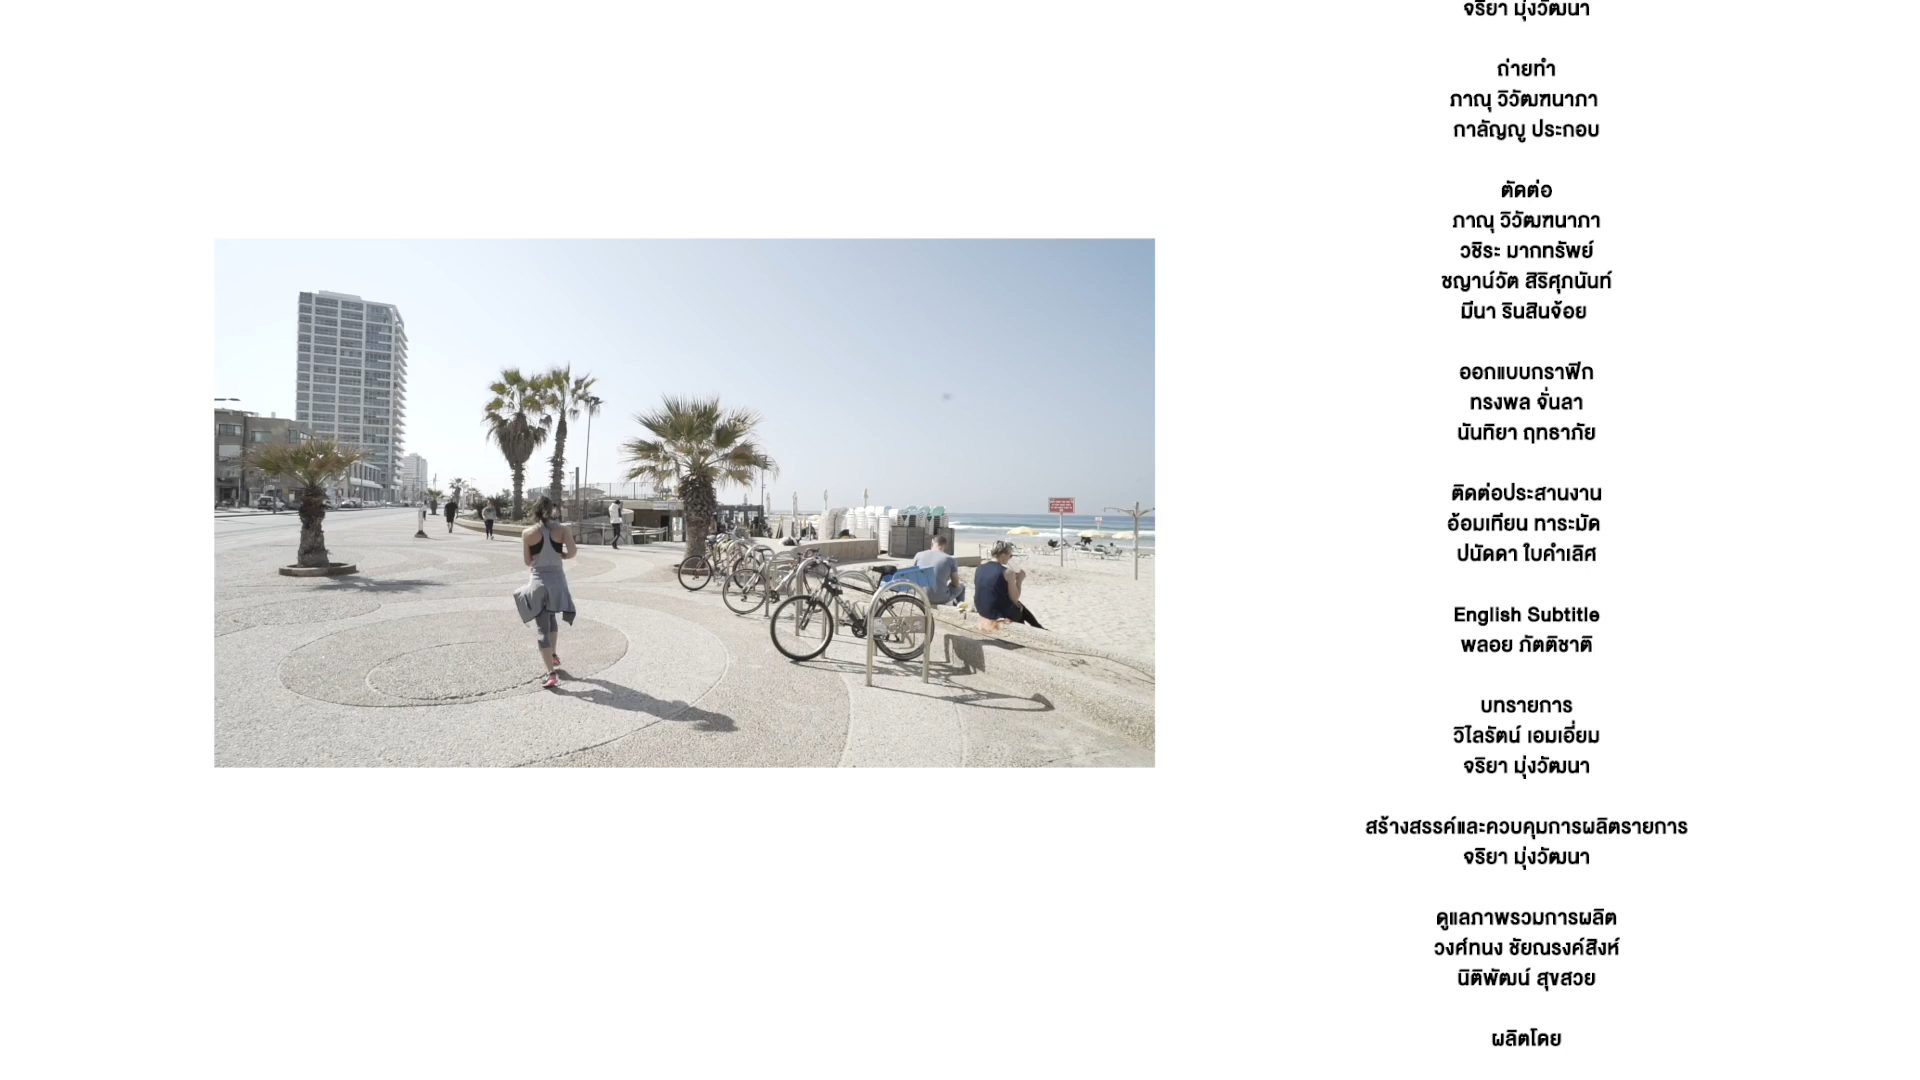 จริยา มุ่งวัฒนา
ถ่ายทำ
ภาณุ วิวัฒฑนาภา
กาลัญญู ประกอบ
ตัดต่อ
ภาณุ วิวัฒฑนาภา
วชิระ มากทรัพย์
ชญาน์วัต สิริศุภนันท์
มีนา รินสินจ้อย
ออกแบบกราฟิก
ทรงพล จั่นลา
นันทิยา ฤทธาภัย
ติดต่อประสานงาน
อ้อมเทียน ทาระมัด
ปนัดดา ใบคำเลิศ
English Subtitle
พลอย ภัตติชาติ
บทรายการ
วิไลรัตน์ เอมเอี่ยม
จริยา มุ่งวัฒนา
สร้างสรรค์และควบคุมการผลิตรายการ
จริยา มุ่งวัฒนา
ดูแลภาพรวมการผลิต
วงศ์ทนง ชัยณรงค์สิงห์
นิติพัฒน์ สุขสวย
ผลิตโดย